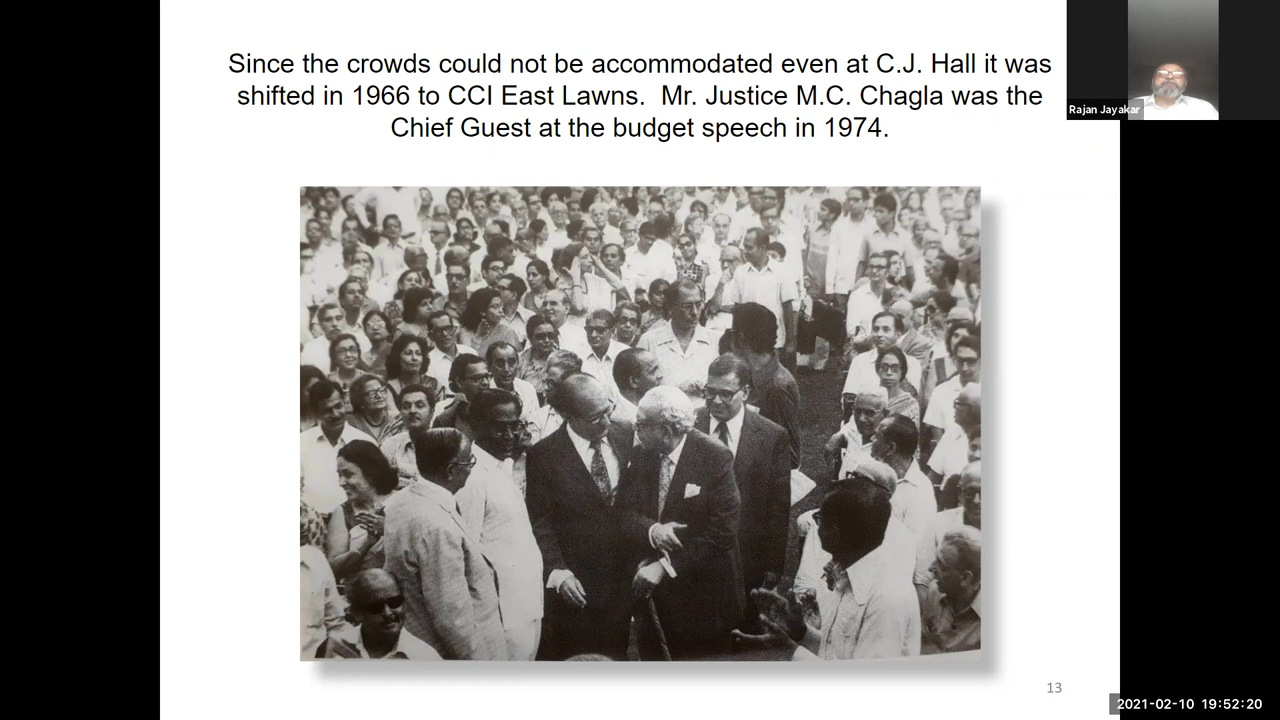 Since the crowds could not be accommodated even at C.J. Hall it was
shifted in 1966 to CCI East Lawns. Mr. Justice M.C. Chagla was the
Chief Guest at the budget speech in 1974.
Rajan Jayakar
13
2021-02-10 19:52:20